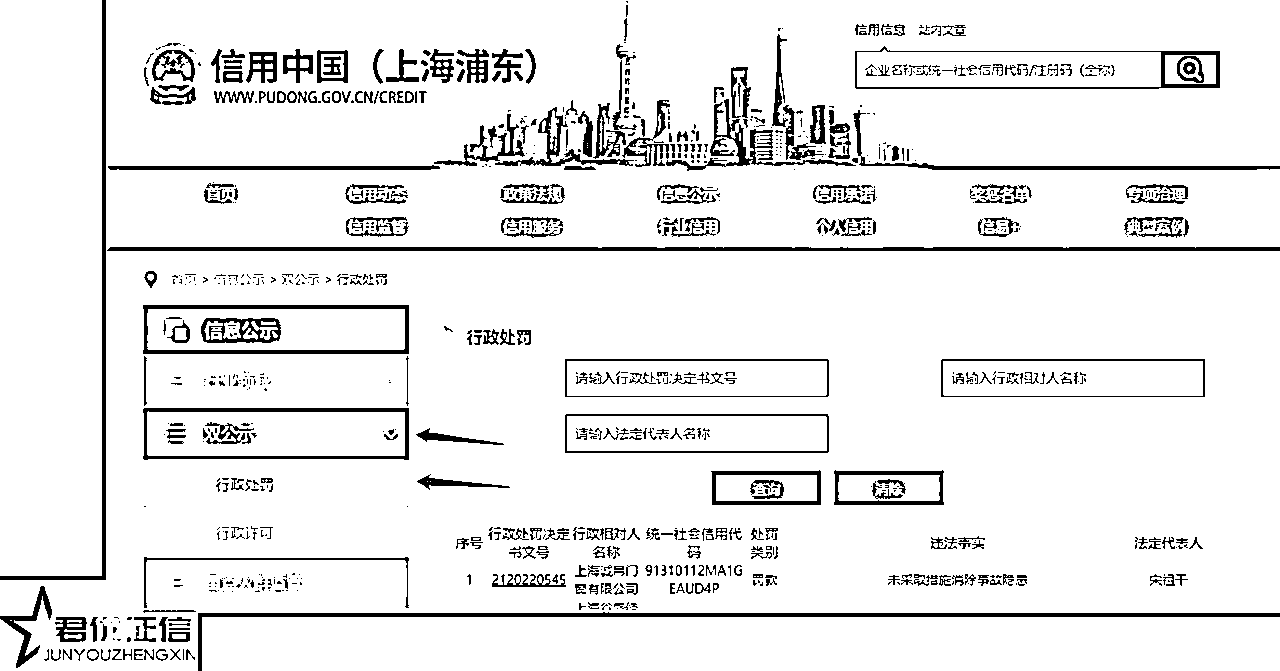 信用信息 站内文章
信用中国（上海浦东）
WWW.PUDONG.GOV.CN/CREDIT
企业名称或统一社会信用代码/注册码（全称）
首页 信用动态 政策法规 信息公示 信用承诺 奖惩名单 专项治理
信用监管 信用服务 行业信用 个人信用 信易+ 典型案例
首页 > 信息公示 > 双公示 > 行政处罚
信息公示
行政处罚
请输入行政处罚决定书文号 请输入行政相对人名称
双公示
请输入法定代表人名称
行政处罚
查询 清除
行政许可
序号 行政处罚决定书文号 行政相对人名称 统一社会信用代码 处罚类别 违法事实 法定代表人
1 2120220545 上海诚吊门窗有限公司 91310112MA1GEAUD4P 罚款 未采取措施消除事故隐患
君优征信
JUNYOUZHENGXIN